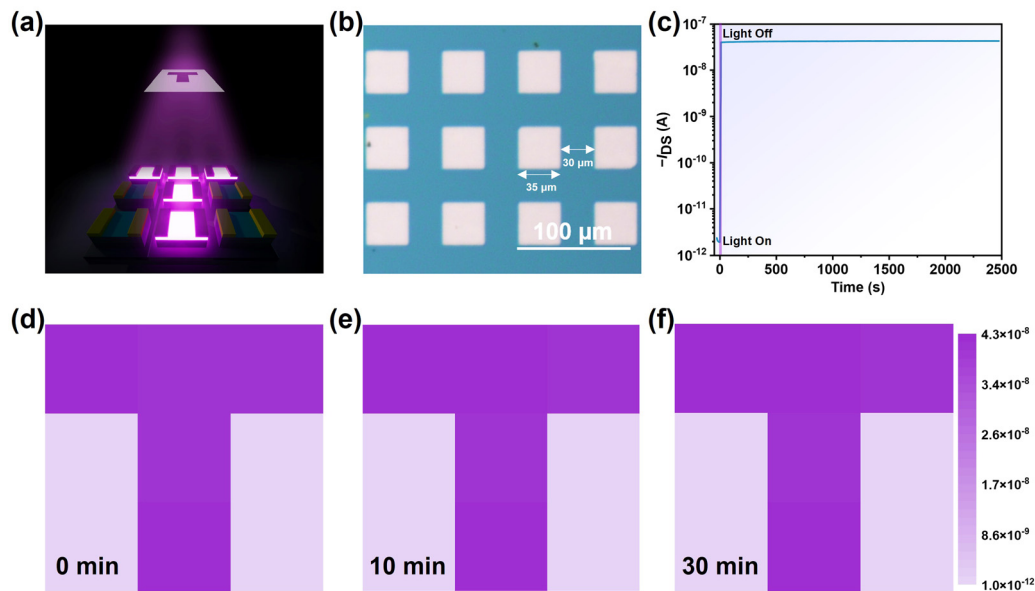 (a)
(b)
30 µm
35 µm
100 µm
(c)
Light Off
Light On
-I_DS (A)
10⁻⁷
10⁻⁸
10⁻⁹
10⁻¹⁰
10⁻¹¹
10⁻¹²
0 500 1000 1500 2000 2500
Time (s)
(d)
0 min
(e)
10 min
(f)
30 min
4.3×10⁻⁸
3.4×10⁻⁸
2.6×10⁻⁸
1.7×10⁻⁸
8.6×10⁻⁹
1.0×10⁻¹²